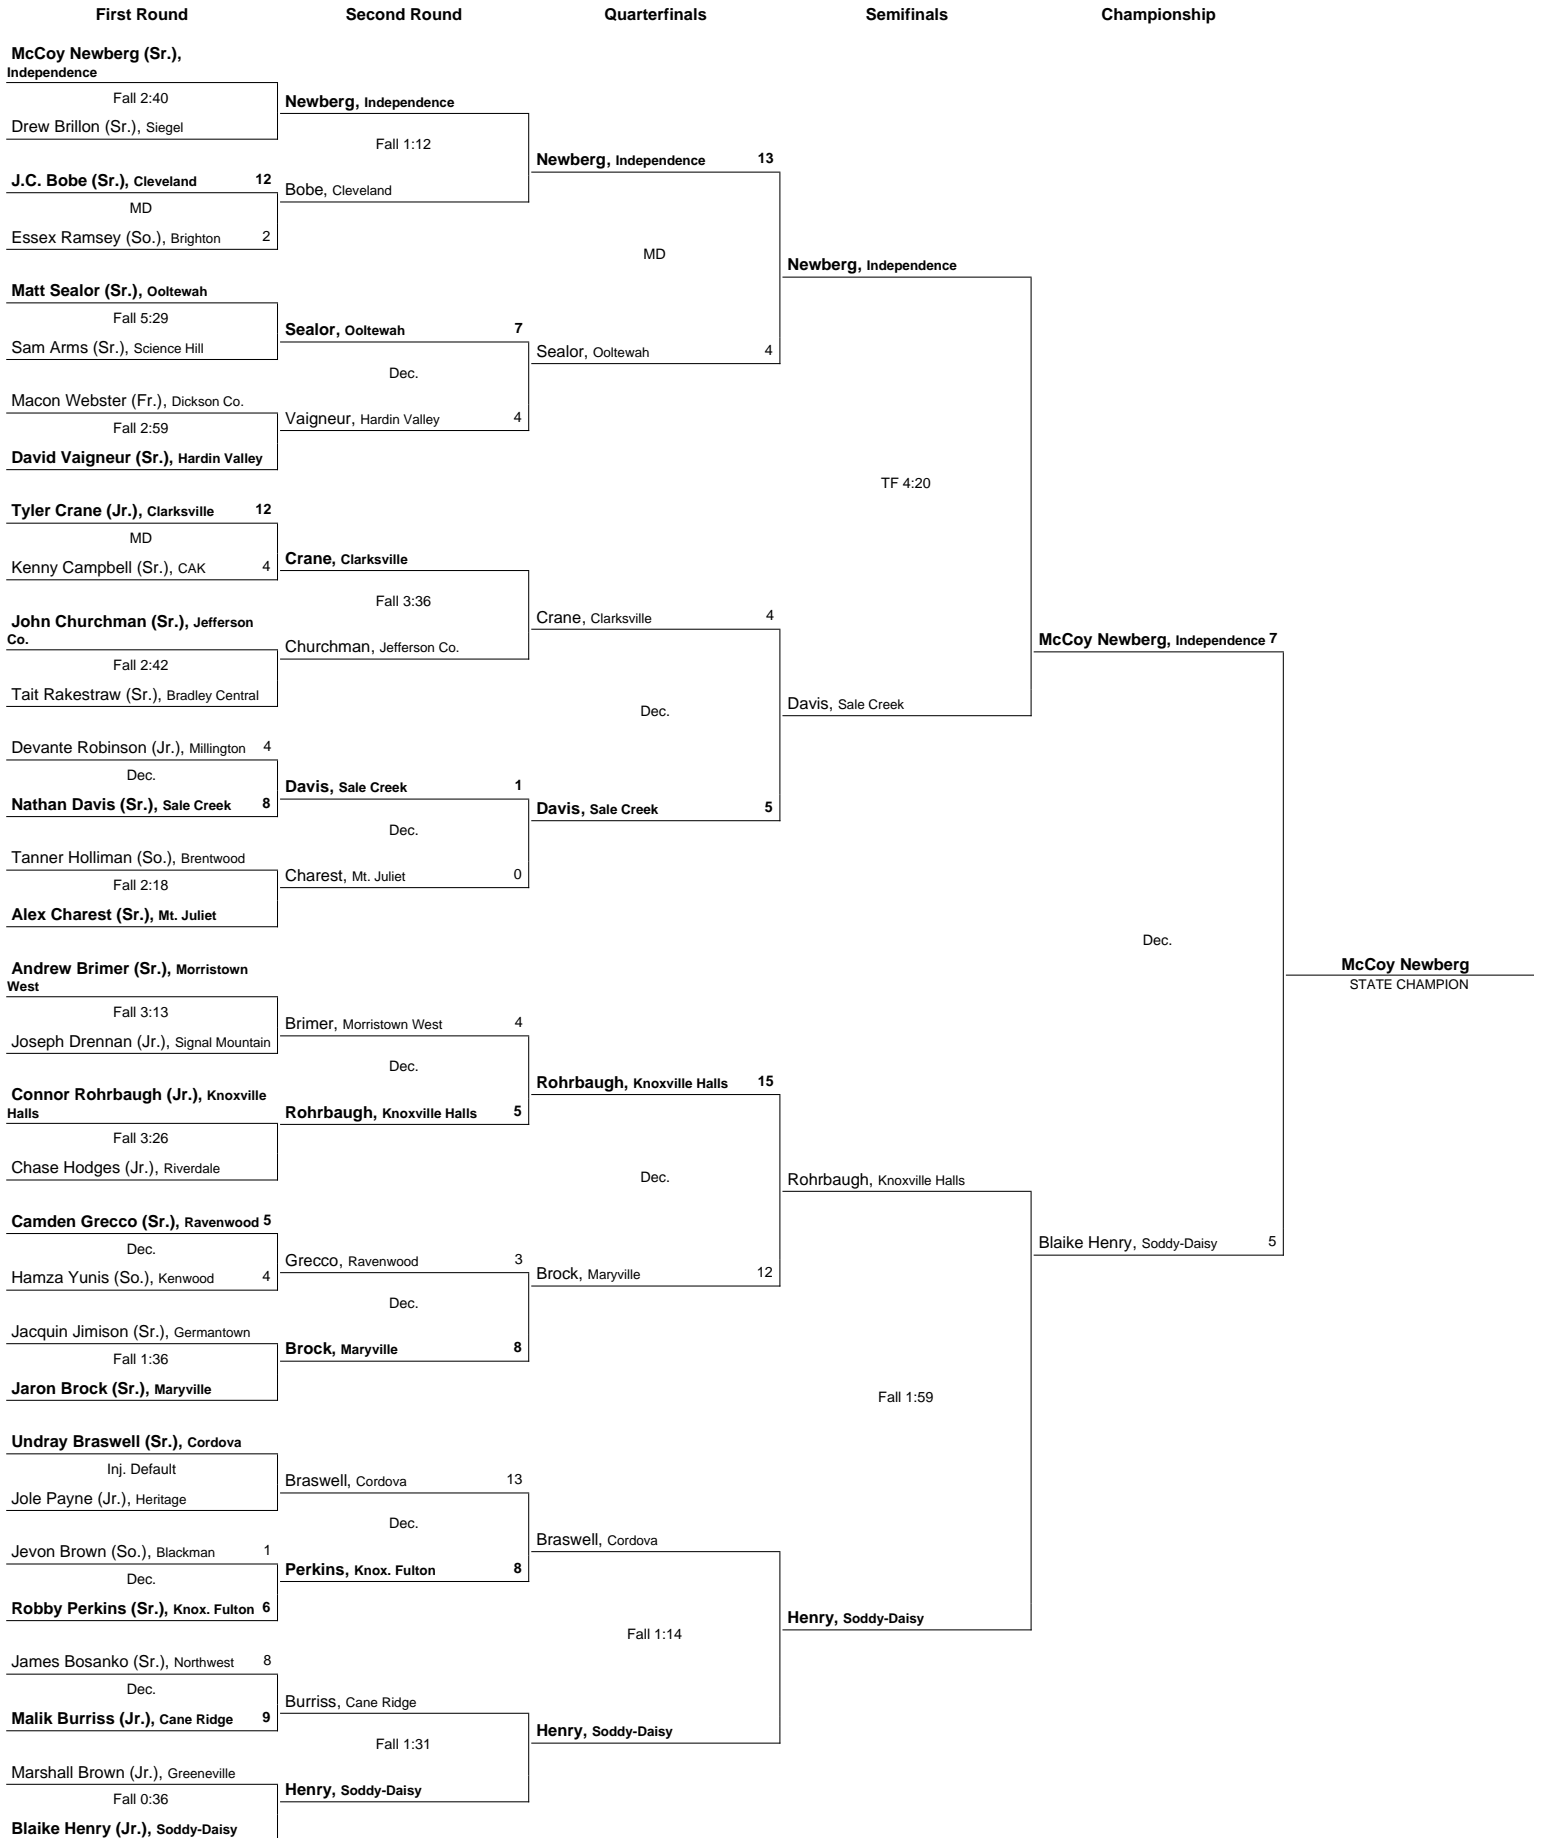 First Round
Second Round
Quarterfinals
Semifinals
Championship
McCoy Newberg (Sr.),
Independence
Fall 2:40
Drew Brillon (Sr.), Siegel
J.C. Bobe (Sr.), Cleveland 12
MD
Essex Ramsey (So.), Brighton 2
Matt Sealor (Sr.), Ooltewah
Fall 5:29
Sam Arms (Sr.), Science Hill
Macon Webster (Fr.), Dickson Co.
Fall 2:59
David Vaigneur (Sr.), Hardin Valley
Tyler Crane (Jr.), Clarksville 12
MD
Kenny Campbell (Sr.), CAK 4
John Churchman (Sr.), Jefferson
Co.
Fall 2:42
Tait Rakestraw (Sr.), Bradley Central
Devante Robinson (Jr.), Millington 4
Dec.
Nathan Davis (Sr.), Sale Creek 8
Tanner Holliman (So.), Brentwood
Fall 2:18
Alex Charest (Sr.), Mt. Juliet
Andrew Brimer (Sr.), Morristown
West
Fall 3:13
Joseph Drennan (Jr.), Signal Mountain
Connor Rohrbaugh (Jr.), Knoxville
Halls
Fall 3:26
Chase Hodges (Jr.), Riverdale
Camden Grecco (Sr.), Ravenwood 5
Dec.
Hamza Yunis (So.), Kenwood 4
Jacquin Jimison (Sr.), Germantown
Fall 1:36
Jaron Brock (Sr.), Maryville
Undray Braswell (Sr.), Cordova
Inj. Default
Jole Payne (Jr.), Heritage
Jevon Brown (So.), Blackman 1
Dec.
Robby Perkins (Sr.), Knox. Fulton 6
James Bosanko (Sr.), Northwest 8
Dec.
Malik Burriss (Jr.), Cane Ridge 9
Marshall Brown (Jr.), Greeneville
Fall 0:36
Blaike Henry (Jr.), Soddy-Daisy
Newberg, Independence
Fall 1:12
Bobe, Cleveland
Sealor, Ooltewah 7
Dec.
Vaigneur, Hardin Valley 4
Crane, Clarksville
Fall 3:36
Churchman, Jefferson Co.
Davis, Sale Creek 1
Dec.
Charest, Mt. Juliet 0
Brimer, Morristown West 4
Dec.
Rohrbaugh, Knoxville Halls 5
Grecco, Ravenwood 3
Dec.
Brock, Maryville 8
Braswell, Cordova 13
Dec.
Perkins, Knox. Fulton 8
Burriss, Cane Ridge
Fall 1:31
Henry, Soddy-Daisy
Newberg, Independence 13
MD
Sealor, Ooltewah 4
Crane, Clarksville 4
Dec.
Davis, Sale Creek 5
Rohrbaugh, Knoxville Halls 15
Dec.
Brock, Maryville 12
Braswell, Cordova
Fall 1:14
Henry, Soddy-Daisy
Newberg, Independence
TF 4:20
Davis, Sale Creek
Rohrbaugh, Knoxville Halls
Fall 1:59
Henry, Soddy-Daisy
McCoy Newberg, Independence 7
Dec.
Blaike Henry, Soddy-Daisy 5
McCoy Newberg
STATE CHAMPION